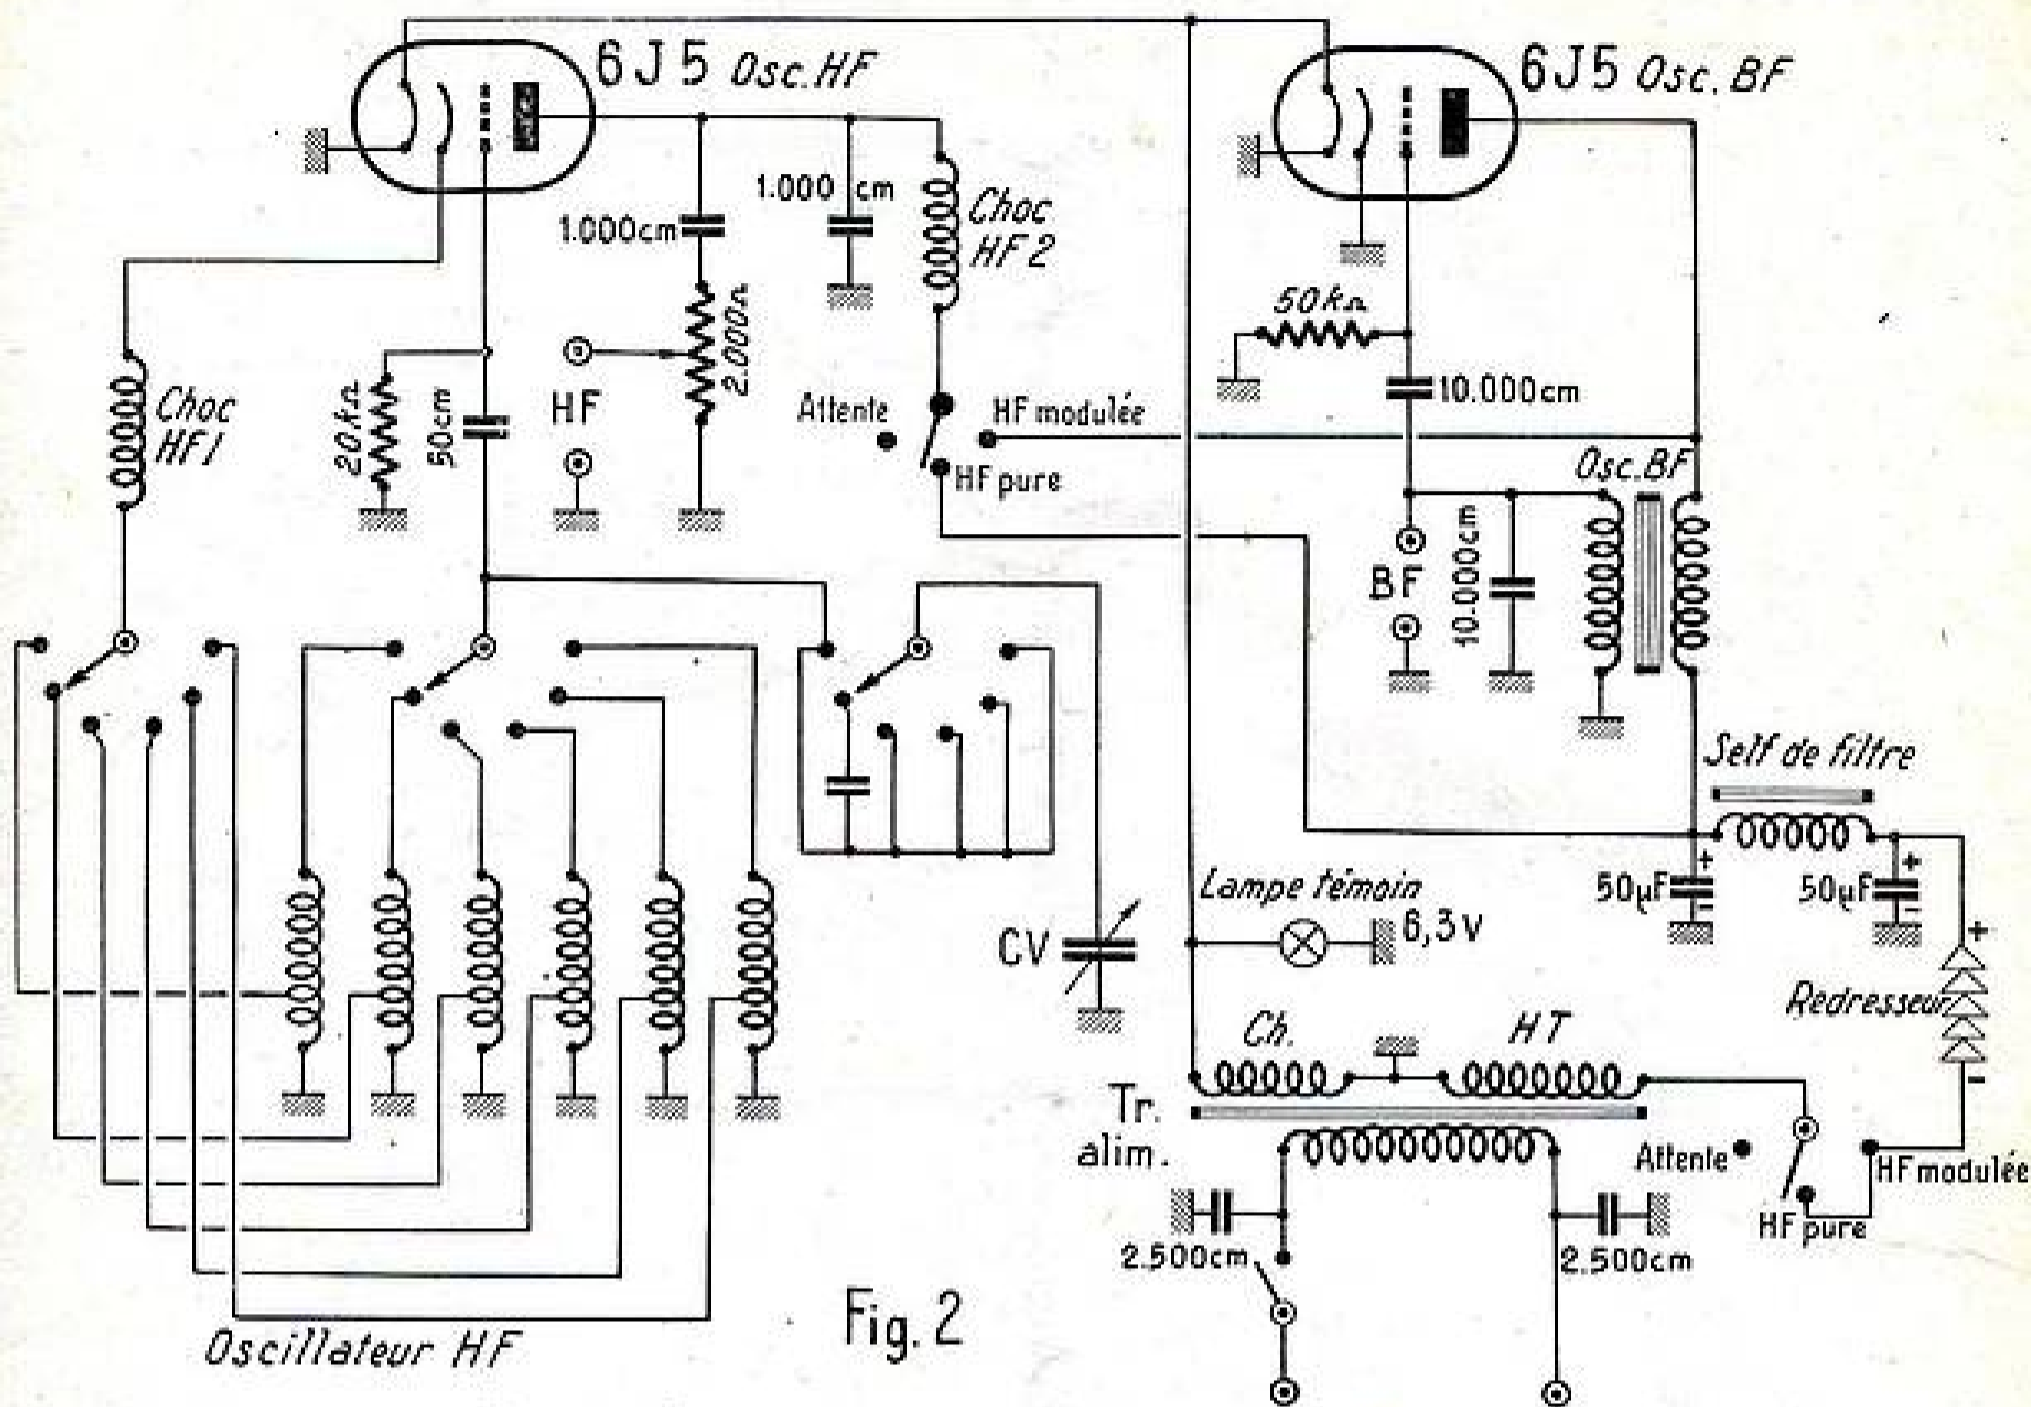 6J5 Osc.HF
6J5 Osc.BF
1.000cm
1.000 cm
Choc
HF2
2.000Ω
50kΩ
10.000cm
Choc
HF1
20kΩ
50cm
HF
Attente
HF modulée
HF pure
Osc.BF
BF
10.000cm
Self de filtre
50µF
+
-
50µF
+
-
Lampe témoin
6,3v
CV
Redresseur
+
-
Ch.
HT
Tr.
alim.
Attente
HF modulée
HF pure
2.500cm
2.500cm
Fig. 2
Oscillateur HF